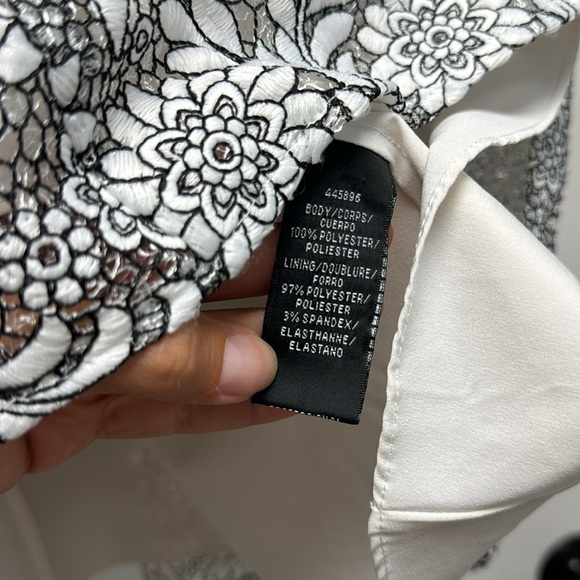 445896
BODY/CORPS/
CUERPO
100% POLYESTER/
POLIESTER
LINING/DOUBLURE/
FORRO
97% POLYESTER/
POLIESTER
3% SPANDEX/
ELASTHANNE/
ELASTANO